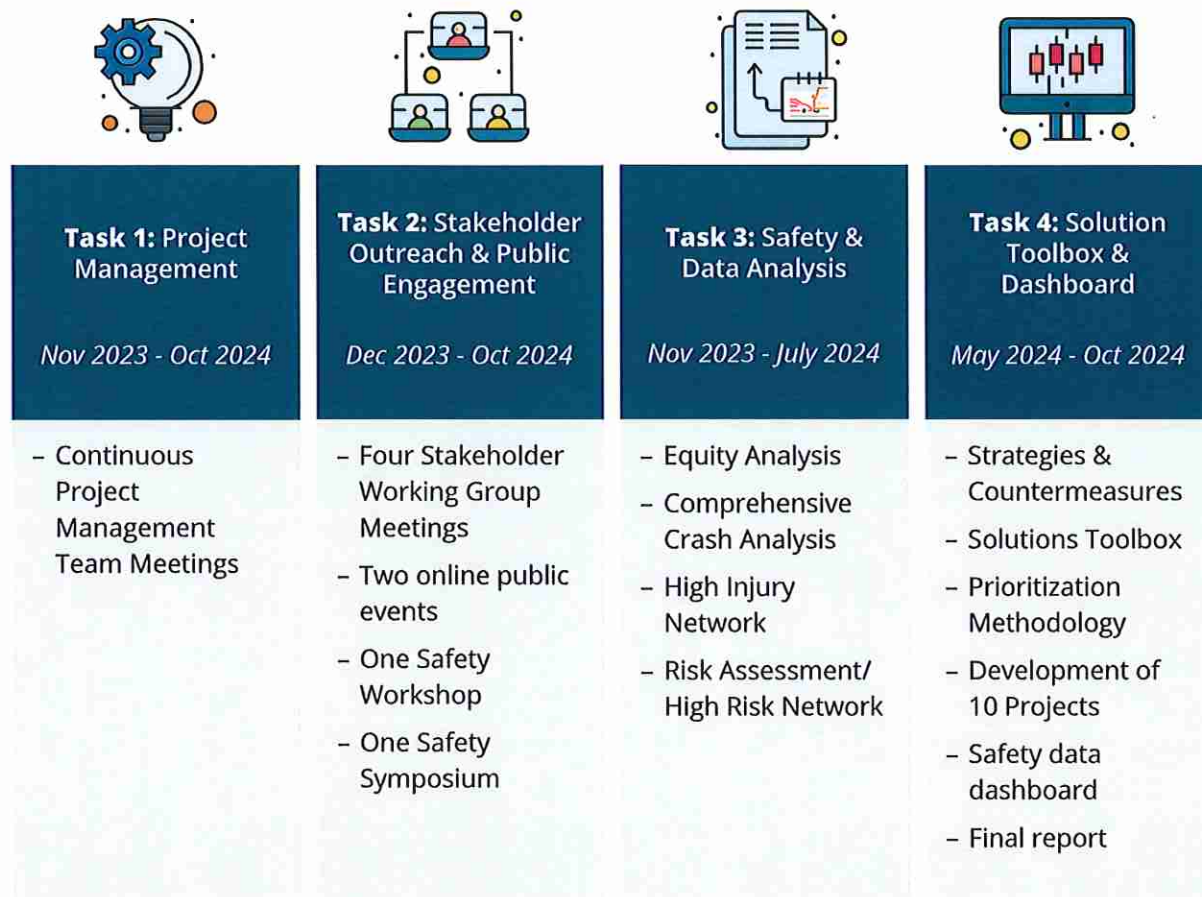 Task 1: Project
Management
Nov 2023 - Oct 2024
– Continuous
Project
Management
Team Meetings
Task 2: Stakeholder
Outreach & Public
Engagement
Dec 2023 - Oct 2024
– Four Stakeholder
Working Group
Meetings
– Two online public
events
– One Safety
Workshop
– One Safety
Symposium
Task 3: Safety &
Data Analysis
Nov 2023 - July 2024
– Equity Analysis
– Comprehensive
Crash Analysis
– High Injury
Network
– Risk Assessment/
High Risk Network
Task 4: Solution
Toolbox &
Dashboard
May 2024 - Oct 2024
– Strategies &
Countermeasures
– Solutions Toolbox
– Prioritization
Methodology
– Development of
10 Projects
– Safety data
dashboard
– Final report